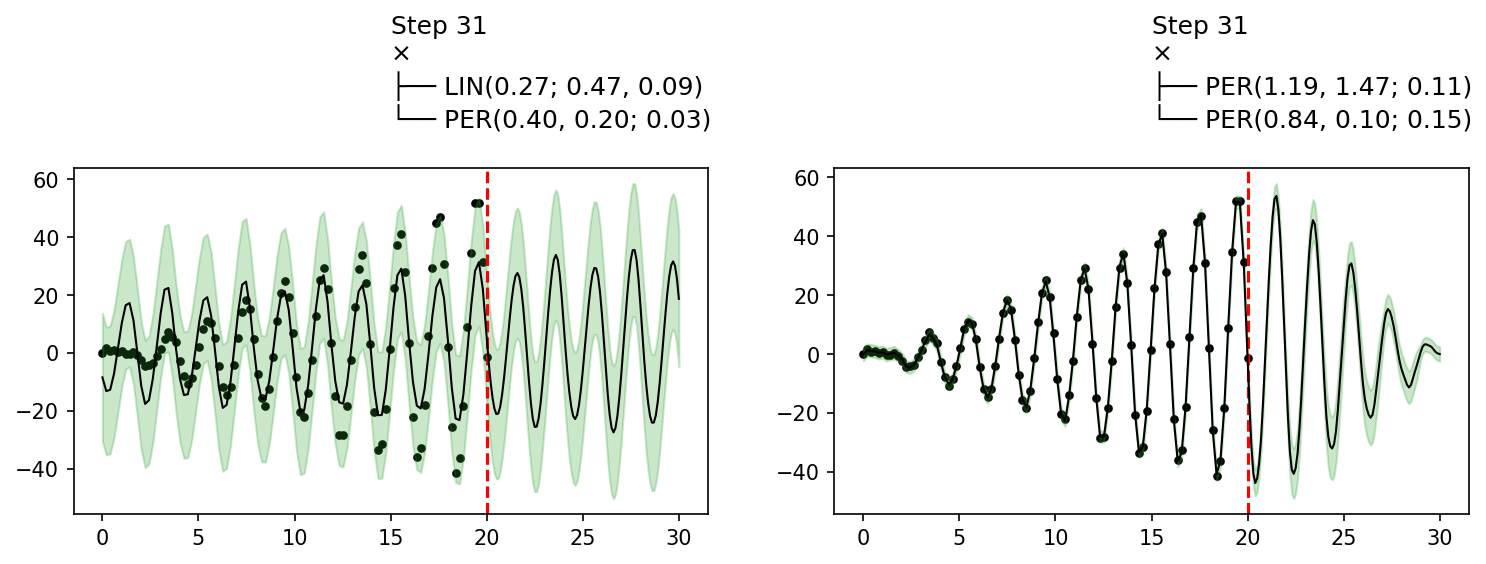 Step 31
×
├── LIN(0.27; 0.47, 0.09)
└── PER(0.40, 0.20; 0.03)
60
40
20
0
−20
−40
0 5 10 15 20 25 30
Step 31
×
├── PER(1.19, 1.47; 0.11)
└── PER(0.84, 0.10; 0.15)
60
40
20
0
−20
−40
0 5 10 15 20 25 30